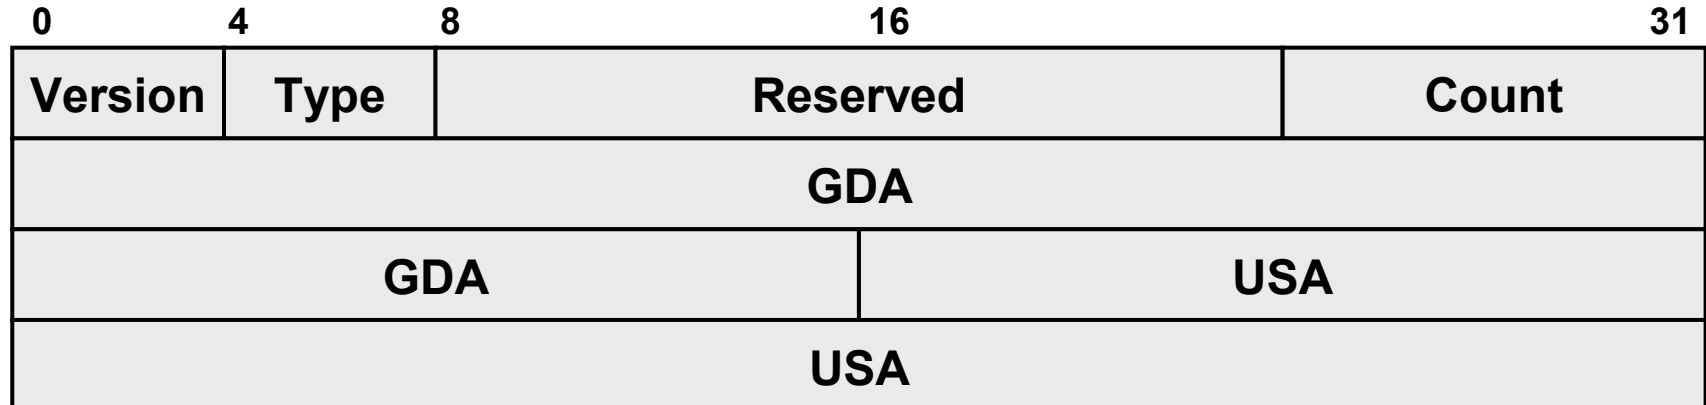 0 4 8 16 31
Version Type Reserved Count
GDA
GDA USA
USA